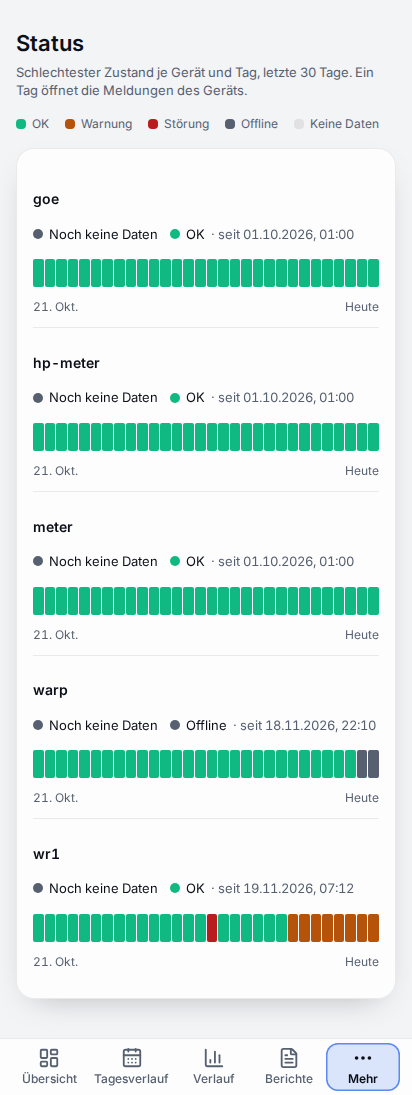 Status
Schlechtester Zustand je Gerät und Tag, letzte 30 Tage. Ein
Tag öffnet die Meldungen des Geräts.
OK Warnung Störung Offline Keine Daten
goe
Noch keine Daten OK · seit 01.10.2026, 01:00
21. Okt. Heute
hp-meter
Noch keine Daten OK · seit 01.10.2026, 01:00
21. Okt. Heute
meter
Noch keine Daten OK · seit 01.10.2026, 01:00
21. Okt. Heute
warp
Noch keine Daten Offline · seit 18.11.2026, 22:10
21. Okt. Heute
wr1
Noch keine Daten OK · seit 19.11.2026, 07:12
21. Okt. Heute
Übersicht Tagesverlauf Verlauf Berichte Mehr